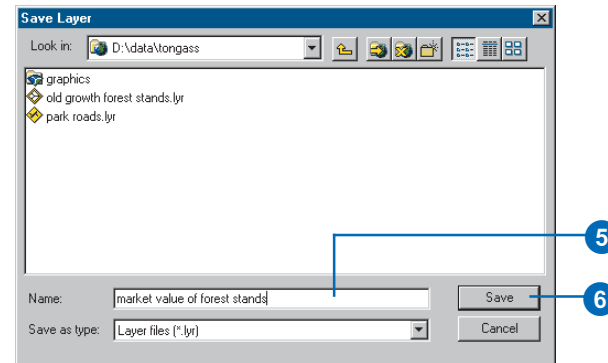 Save Layer
Look in: D:\data\tongass
graphics
old growth forest stands.lyr
park roads.lyr
5
Name: market value of forest stands Save
6
Save as type: Layer files (*.lyr) Cancel